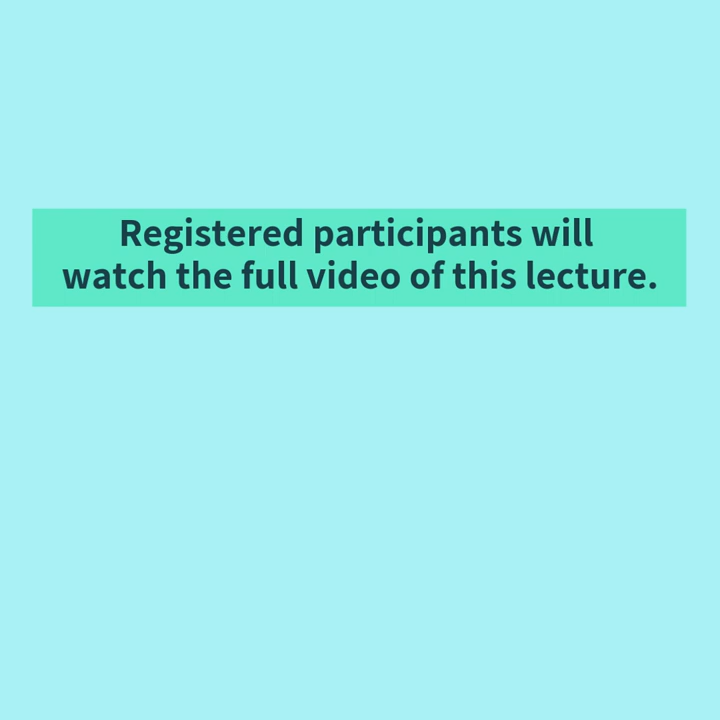 Registered participants will
watch the full video of this lecture.